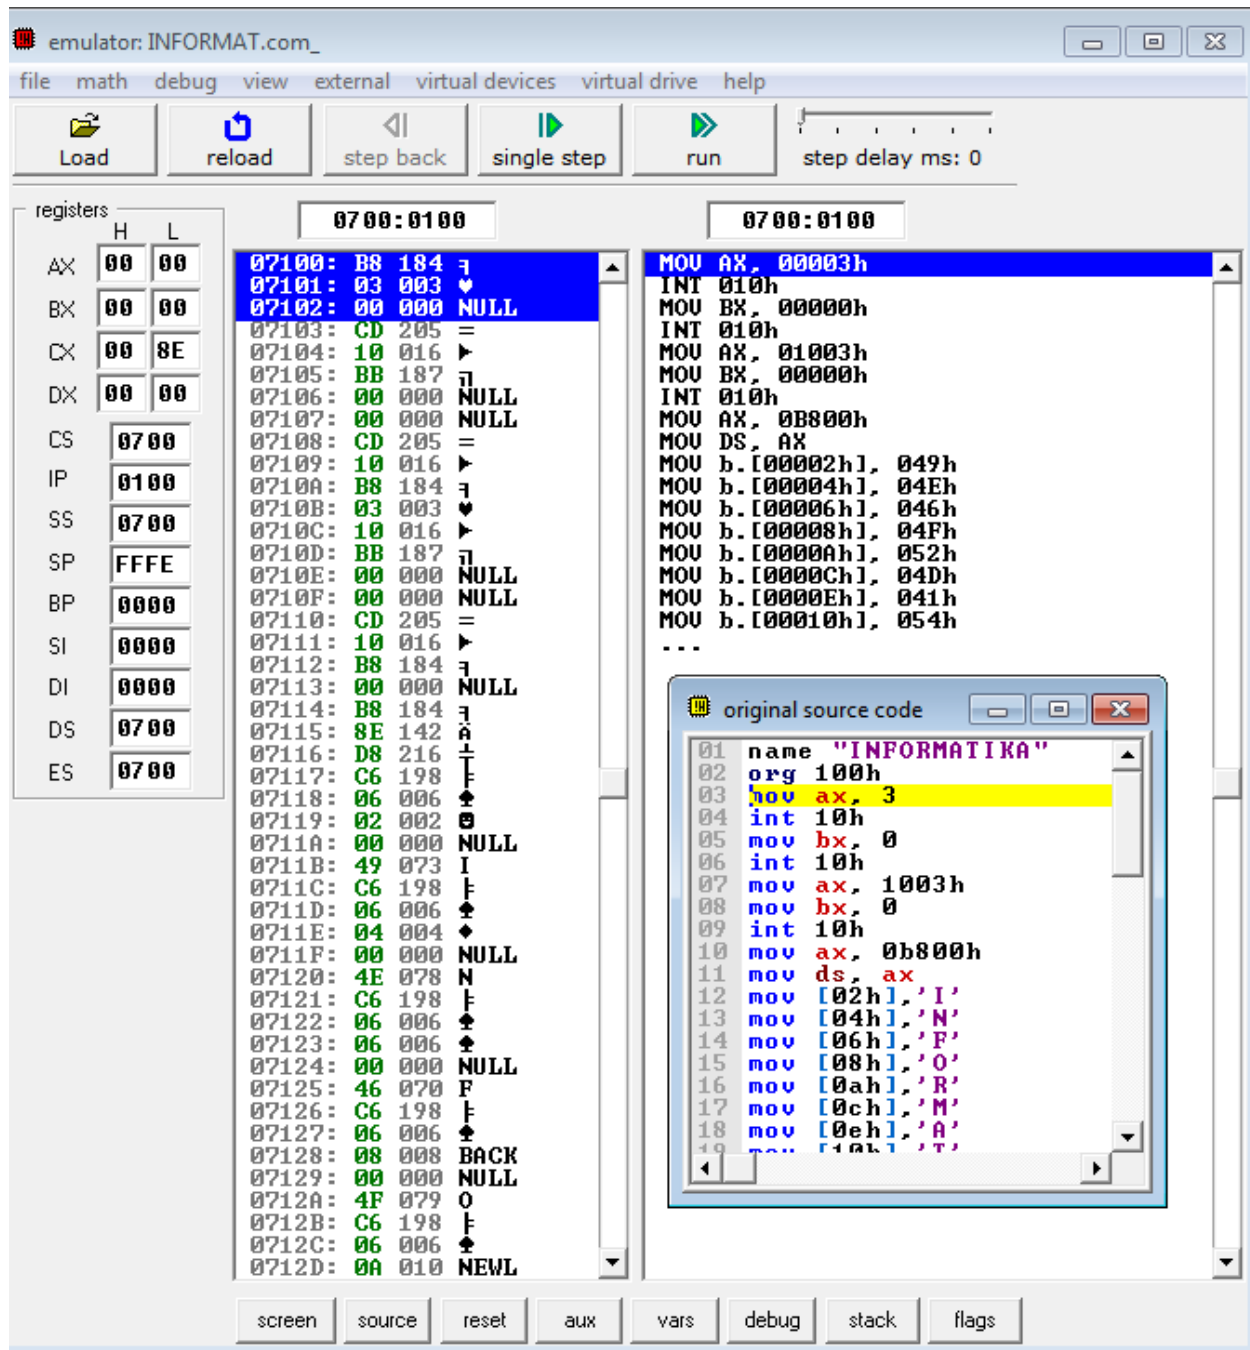 emulator: INFORMAT.com_
file math debug view external virtual devices virtual drive help
Load reload step back single step run step delay ms: 0
registers
H L
AX 00 00
BX 00 00
CX 00 8E
DX 00 00
CS 0700
IP 0100
SS 0700
SP FFFE
BP 0000
SI 0000
DI 0000
DS 0700
ES 0700
0700:0100
07100: B8 184 ╕
07101: 03 003 ♥
07102: 00 000 NULL
07103: CD 205 =
07104: 10 016 ►
07105: BB 187 ╗
07106: 00 000 NULL
07107: 00 000 NULL
07108: CD 205 =
07109: 10 016 ►
0710A: B8 184 ╕
0710B: 03 003 ♥
0710C: 10 016 ►
0710D: BB 187 ╗
0710E: 00 000 NULL
0710F: 00 000 NULL
07110: CD 205 =
07111: 10 016 ►
07112: B8 184 ╕
07113: 00 000 NULL
07114: B8 184 ╕
07115: 8E 142 Ä
07116: D8 216 ╪
07117: C6 198 ╞
07118: 06 006 ♠
07119: 02 002 ☻
0711A: 00 000 NULL
0711B: 49 073 I
0711C: C6 198 ╞
0711D: 06 006 ♠
0711E: 04 004 ♦
0711F: 00 000 NULL
07120: 4E 078 N
07121: C6 198 ╞
07122: 06 006 ♠
07123: 06 006 ♠
07124: 00 000 NULL
07125: 46 070 F
07126: C6 198 ╞
07127: 06 006 ♠
07128: 08 008 BACK
07129: 00 000 NULL
0712A: 4F 079 O
0712B: C6 198 ╞
0712C: 06 006 ♠
0712D: 0A 010 NEWL
0700:0100
MOV AX, 00003h
INT 010h
MOV BX, 00000h
INT 010h
MOV AX, 01003h
MOV BX, 00000h
INT 010h
MOV AX, 0B800h
MOV DS, AX
MOV b.[00002h], 049h
MOV b.[00004h], 04Eh
MOV b.[00006h], 046h
MOV b.[00008h], 04Fh
MOV b.[0000Ah], 052h
MOV b.[0000Ch], 04Dh
MOV b.[0000Eh], 041h
MOV b.[00010h], 054h
...
original source code
01 name "INFORMATIKA"
02 org 100h
03 mov ax, 3
04 int 10h
05 mov bx, 0
06 int 10h
07 mov ax, 1003h
08 mov bx, 0
09 int 10h
10 mov ax, 0b800h
11 mov ds, ax
12 mov [02h],'I'
13 mov [04h],'N'
14 mov [06h],'F'
15 mov [08h],'O'
16 mov [0ah],'R'
17 mov [0ch],'M'
18 mov [0eh],'A'
19 mov [10h],'T'
screen source reset aux vars debug stack flags